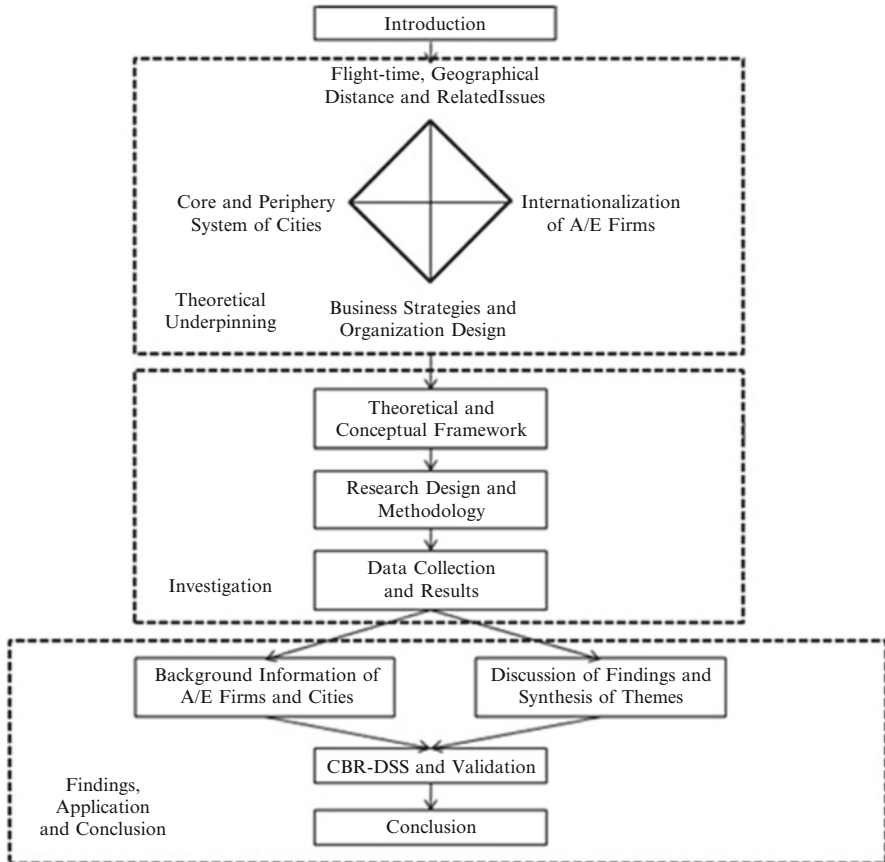 Introduction
Flight-time, Geographical
Distance and RelatedIssues
Core and Periphery
System of Cities
Internationalization
of A/E Firms
Theoretical
Underpinning
Business Strategies and
Organization Design
Theoretical and
Conceptual Framework
Research Design and
Methodology
Data Collection
and Results
Investigation
Background Information of
A/E Firms and Cities
Discussion of Findings and
Synthesis of Themes
CBR-DSS and Validation
Findings,
Application
and Conclusion
Conclusion